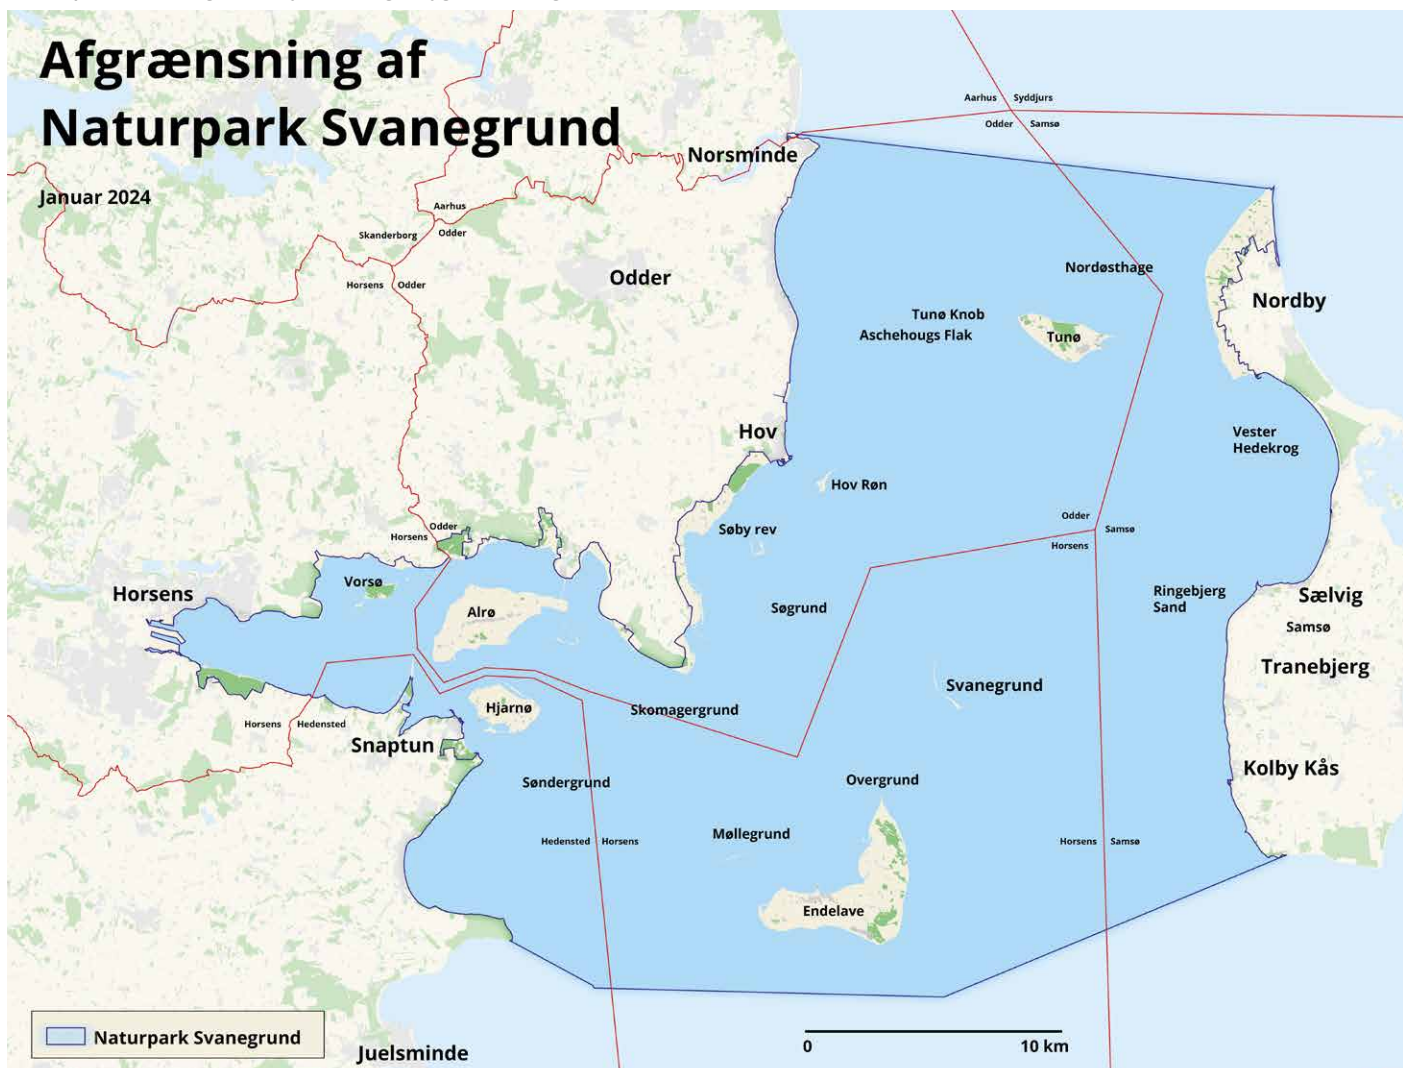 Afgrænsning af
Naturpark Svanegrund
Januar 2024
Aarhus Syddjurs
Odder Samsø
Norsminde
Aarhus
Skanderborg Odder
Horsens Odder
Odder
Nordøsthage
Nordby
Tunø Knob
Aschehougs Flak
Tunø
Hov
Vester
Hedekrog
Hov Røn
Odder Samsø
Horsens
Søby rev
Odder
Horsens
Horsens
Vorsø
Alrø
Søgrund
Ringebjerg
Sand
Sælvig
Samsø
Tranebjerg
Svanegrund
Hjarnø
Skomagergrund
Horsens Hedensted
Snaptun
Kolby Kås
Søndergrund
Overgrund
Møllegrund
Hedensted Horsens
Horsens Samsø
Endelave
Naturpark Svanegrund
Juelsminde
0 10 km